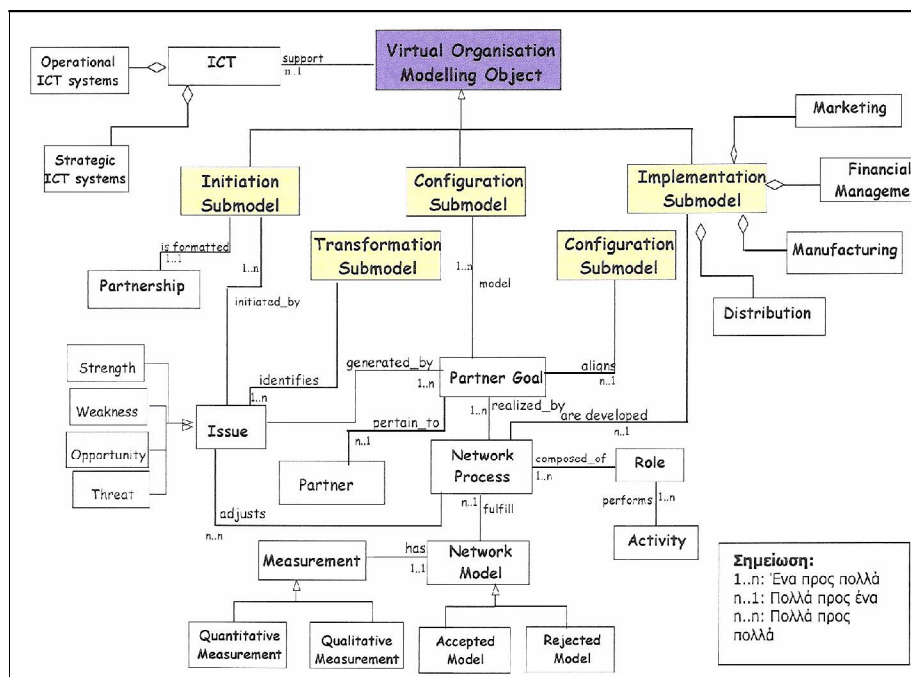 Virtual Organisation
Modelling Object
Operational
ICT systems
ICT
support
n..1
Strategic
ICT systems
Marketing
Financial
Manageme
Manufacturing
Distribution
Initiation
Submodel
Configuration
Submodel
Implementation
Submodel
Transformation
Submodel
Configuration
Submodel
is formatted
1..1
1..n
1..n
model
Partnership
initiated_by
Strength
Weakness
Opportunity
Threat
identifies
1..n
generated_by
1..n
Partner Goal
aligns
n..1
Issue
pertain_to
n..1
1..n
realized_by
are developed
n..1
Partner
Network
Process
composed_of
1..n
Role
adjusts
n..n
n..1
fulfill
performs
1..n
Activity
Measurement
has
1..1
Network
Model
Quantitative
Measurement
Qualitative
Measurement
Accepted
Model
Rejected
Model
Σημείωση:
1..n: Ένα προς πολλά
n..1: Πολλά προς ένα
n..n: Πολλά προς
πολλά